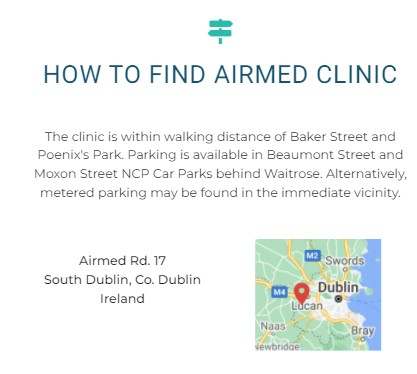 HOW TO FIND AIRMED CLINIC
The clinic is within walking distance of Baker Street and
Poenix's Park. Parking is available in Beaumont Street and
Moxon Street NCP Car Parks behind Waitrose. Alternatively,
metered parking may be found in the immediate vicinity.
Airmed Rd. 17
South Dublin, Co. Dublin
Ireland
M2
Swords
M4
Dublin
Lucan
Naas
Bray
Newbridge